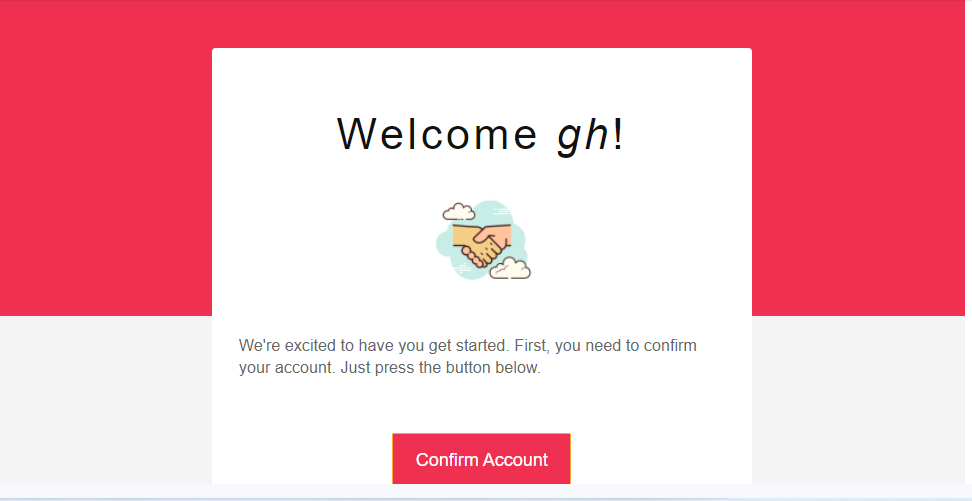 Welcome gh!
We're excited to have you get started. First, you need to confirm
your account. Just press the button below.
Confirm Account